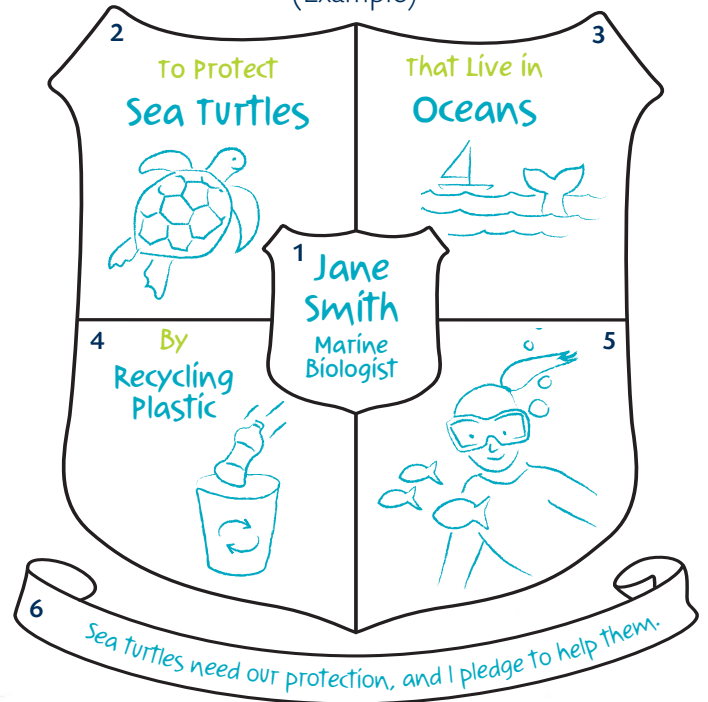 (Example)
2
To Protect
Sea Turtles
3
That Live in
Oceans
1
Jane
Smith
Marine
Biologist
4
By
Recycling
Plastic
5
6
Sea turtles need our protection, and I pledge to help them.